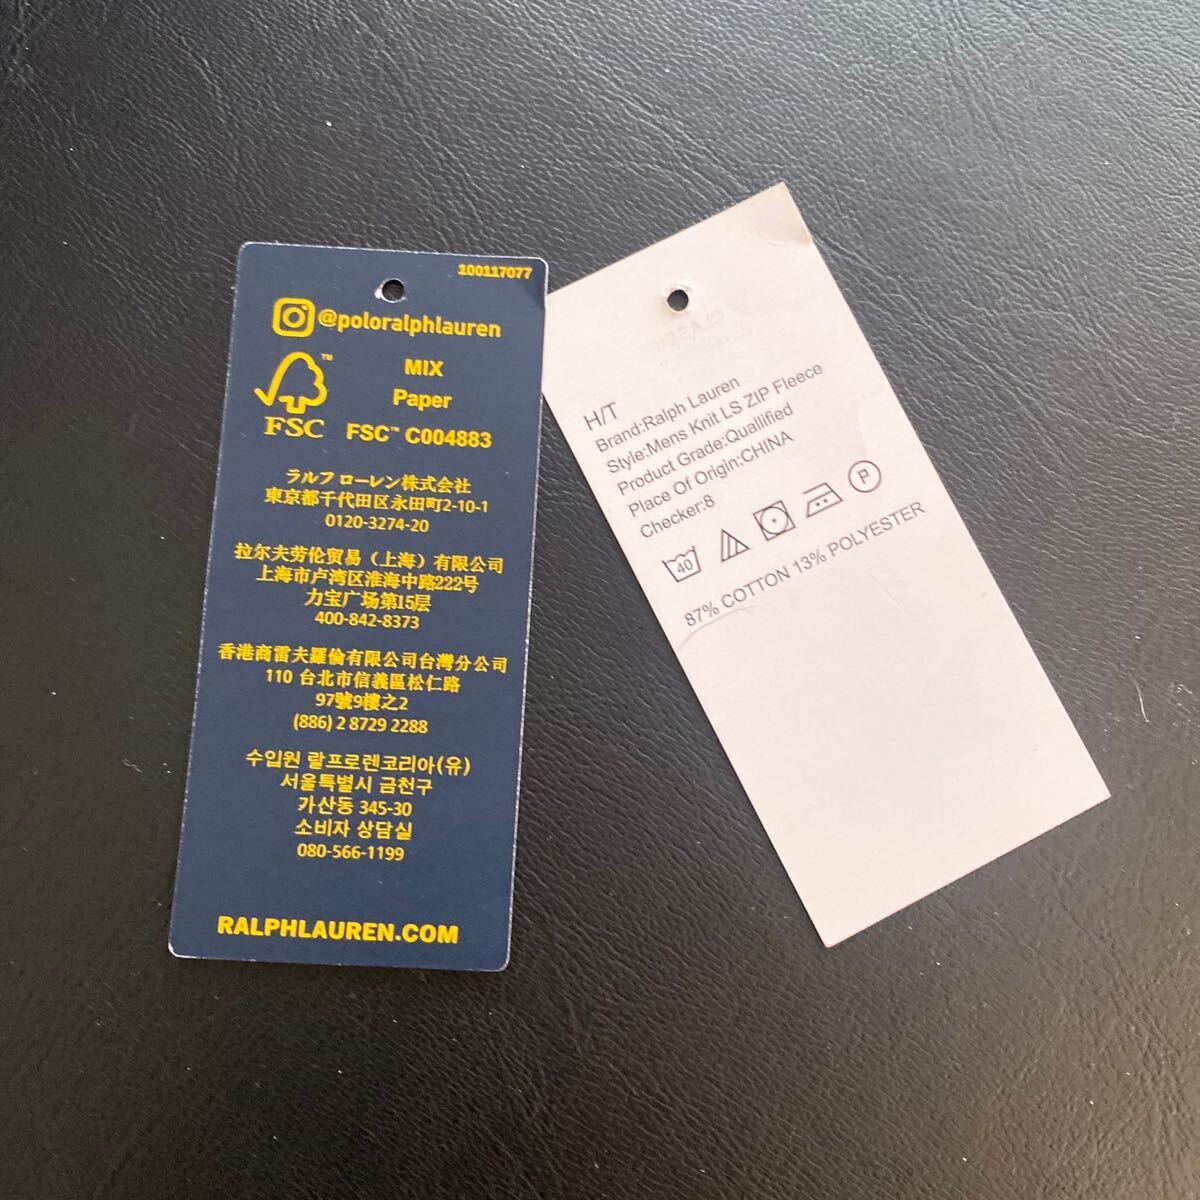 100117077
@poloralphlauren
MIX
Paper
FSC™ C004883
™
FSC
ラルフ ローレン株式会社
東京都千代田区永田町2-10-1
0120-3274-20
拉尔夫劳伦贸易（上海）有限公司
上海市卢湾区淮海中路222号
力宝广场第15层
400-842-8373
香港商雷夫羅倫有限公司台灣分公司
110 台北市信義區松仁路
97號9樓之2
(886) 2 8729 2288
수입원 랄프로렌코리아(유)
서울특별시 금천구
가산동 345-30
소비자 상담실
080-566-1199
RALPHLAUREN.COM
H/T
Brand:Ralph Lauren
Style:Mens Knit LS ZIP Fleece
Product Grade:Quallified
Place Of Origin:CHINA
Checker:8
40
P
87% COTTON 13% POLYESTER